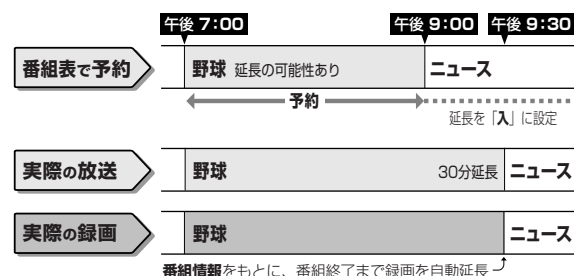 午後 7:00 午後 9:00 午後 9:30
番組表で予約 野球 延長の可能性あり ニュース
予約
延長を「入」に設定
実際の放送 野球 30分延長 ニュース
実際の録画 野球 ニュース
番組情報をもとに、番組終了まで録画を自動延長